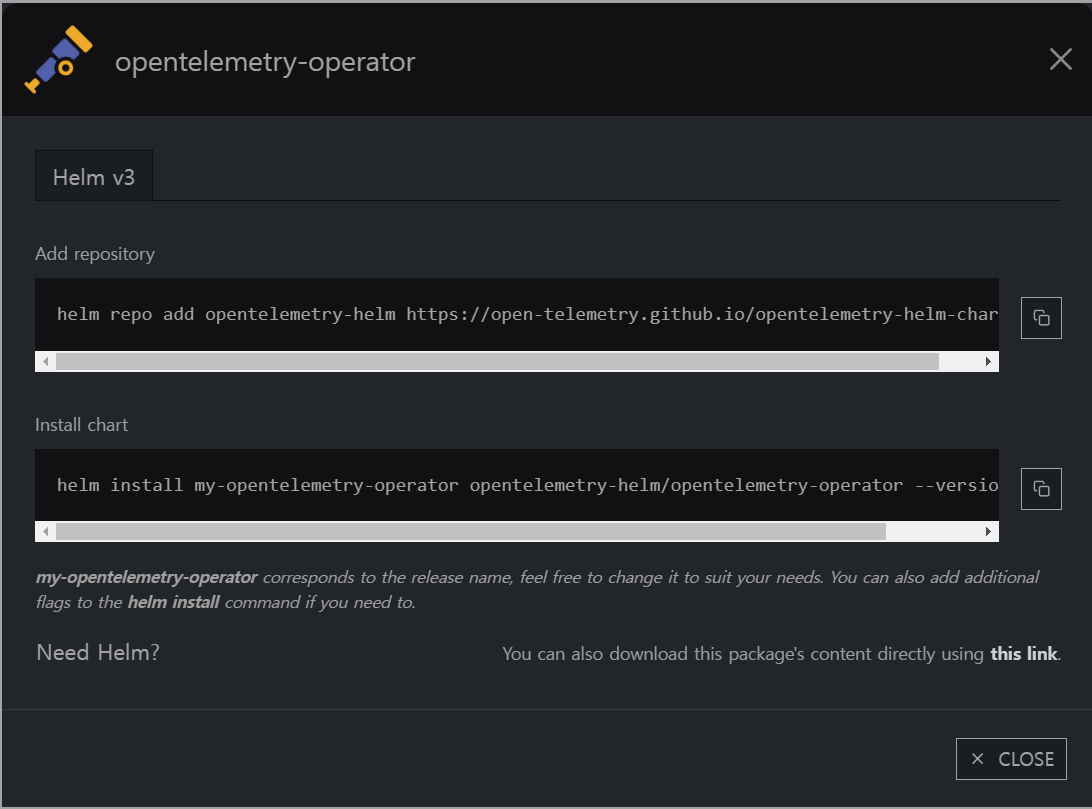 opentelemetry-operator
Helm v3
Add repository
helm repo add opentelemetry-helm https://open-telemetry.github.io/opentelemetry-helm-char
Install chart
helm install my-opentelemetry-operator opentelemetry-helm/opentelemetry-operator --versio
my-opentelemetry-operator corresponds to the release name, feel free to change it to suit your needs. You can also add additional
flags to the helm install command if you need to.
Need Helm?
You can also download this package's content directly using this link.
CLOSE